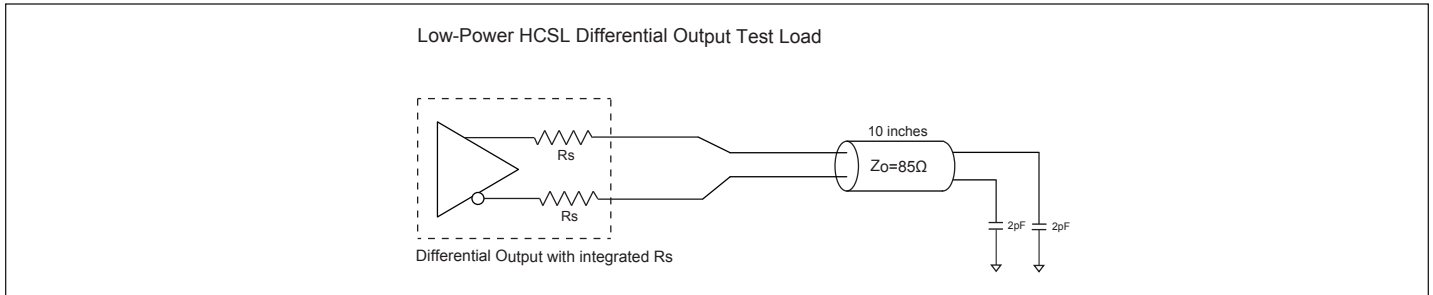 Low-Power HCSL Differential Output Test Load
10 inches
Rs
Zo=85Ω
Rs
2pF
2pF
Differential Output with integrated Rs